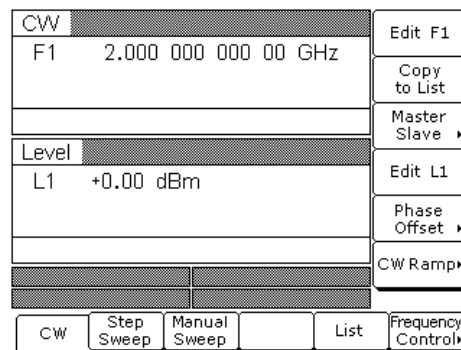 CW
F1 2.000 000 000 00 GHz
Level
L1 +0.00 dBm
Edit F1
Copy
to List
Master
Slave
Edit L1
Phase
Offset
CW Ramp
CW
Step
Sweep
Manual
Sweep
List
Frequency
Control